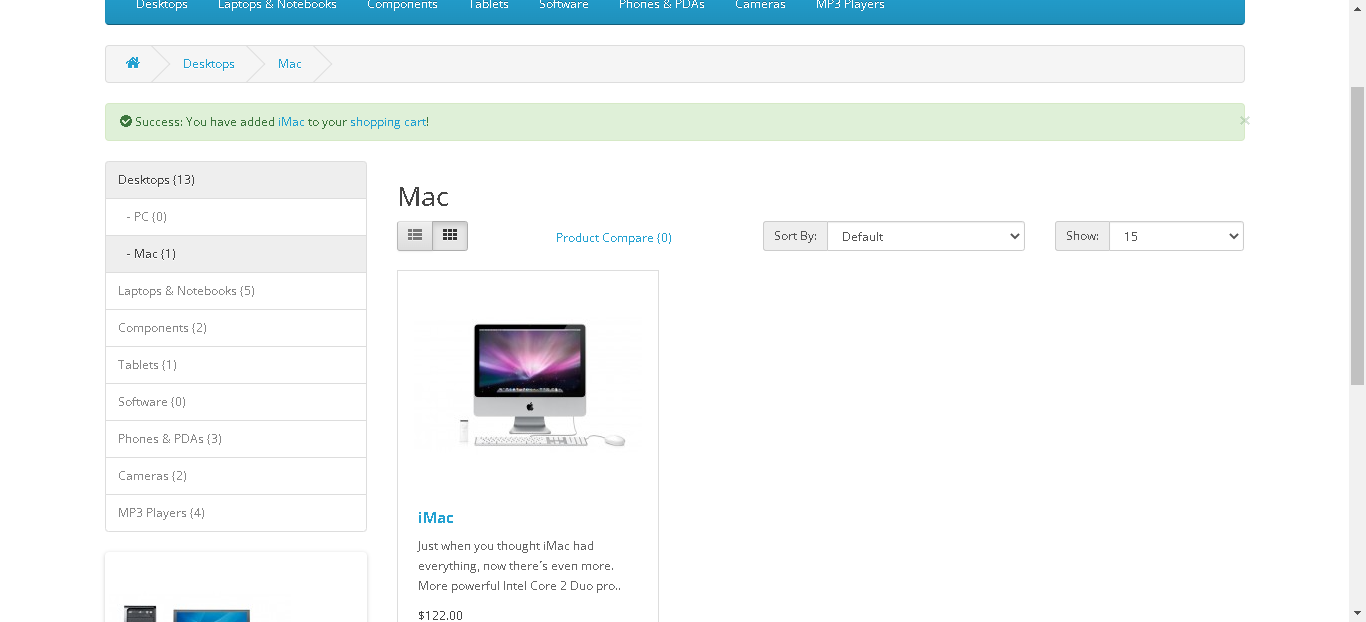 Desktops Laptops & Notebooks Components Tablets Software Phones & PDAs Cameras MP3 Players
Desktops Mac
Success: You have added iMac to your shopping cart!
×
Desktops (13)
- PC (0)
- Mac (1)
Laptops & Notebooks (5)
Components (2)
Tablets (1)
Software (0)
Phones & PDAs (3)
Cameras (2)
MP3 Players (4)
Mac
Product Compare (0) Sort By: Default Show: 15
iMac
Just when you thought iMac had
everything, now there´s even more.
More powerful Intel Core 2 Duo pro..
$122.00